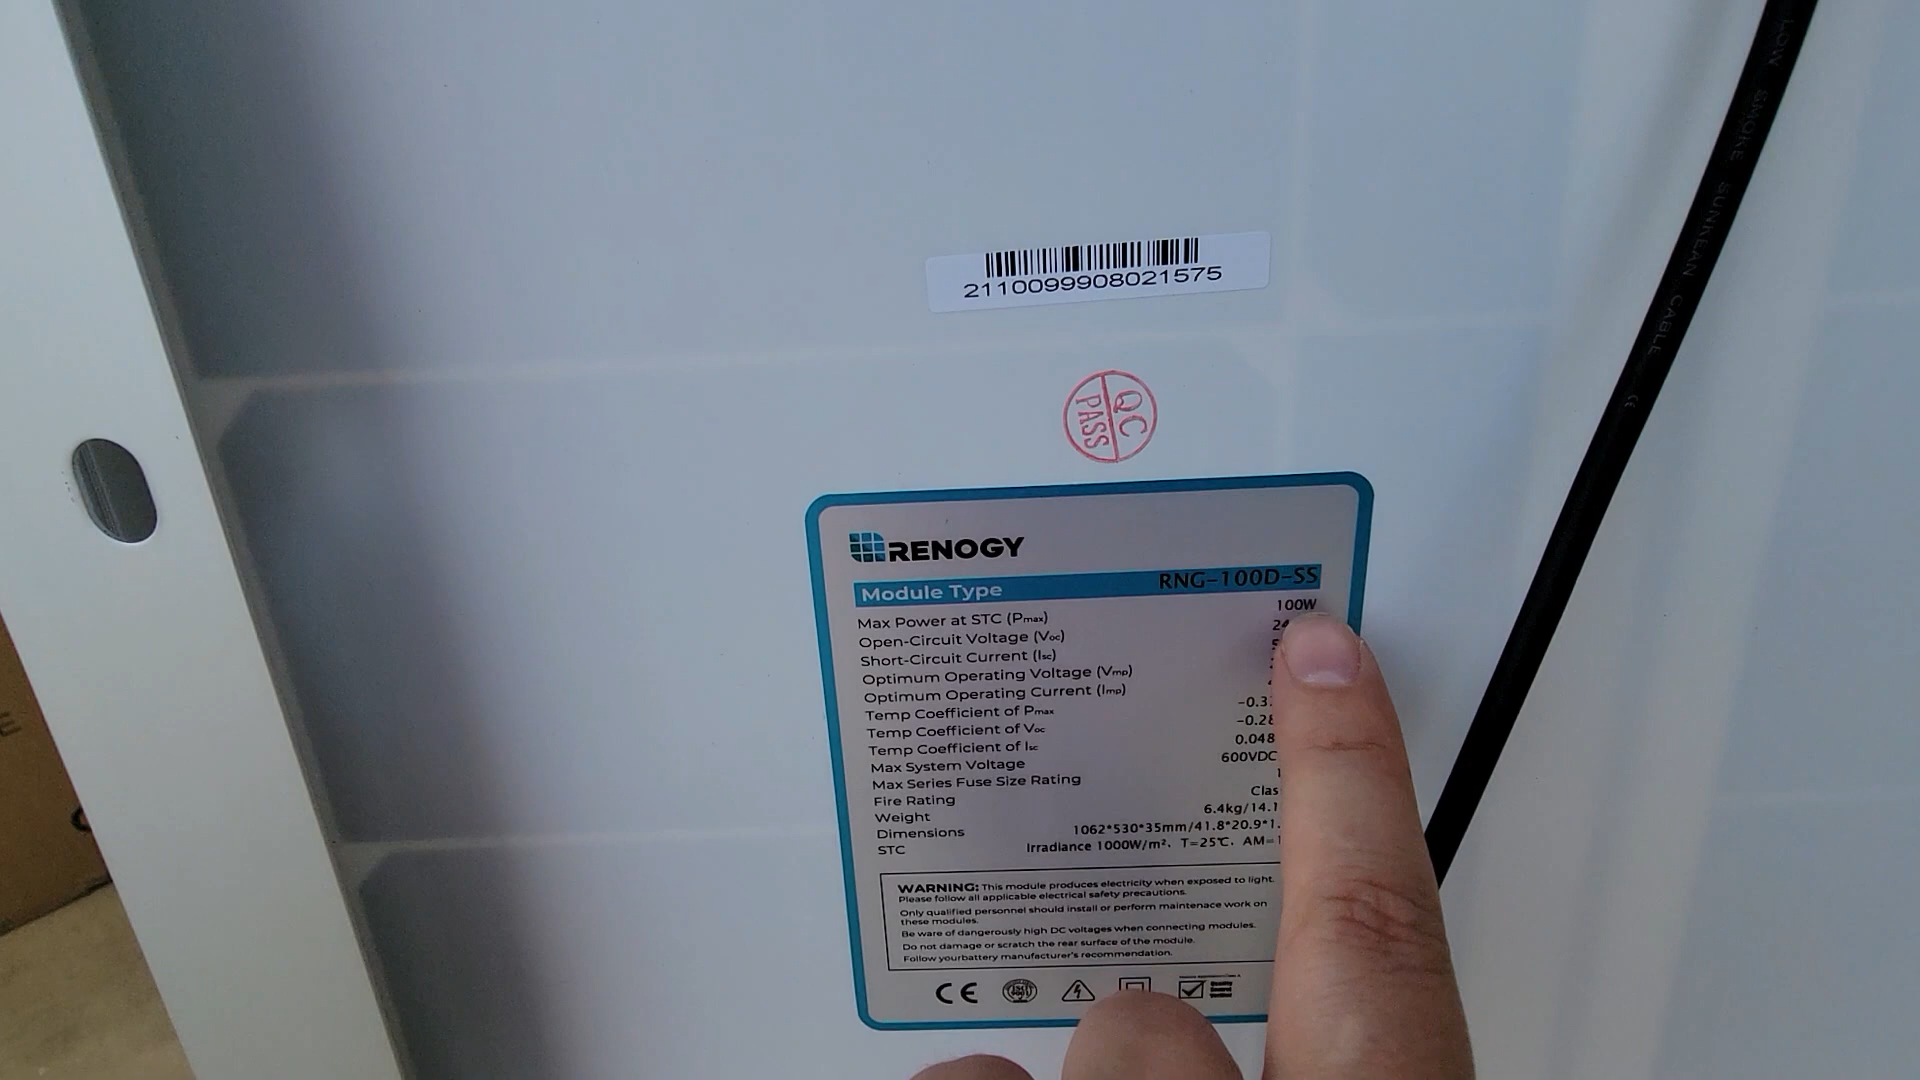 LOW SMOKE SUNKEAN CABLE
2110099908021575
QC
PASS
RENOGY
Module Type RNG-100D-SS
Max Power at STC (Pmax) 100W
Open-Circuit Voltage (Voc) 24
Short-Circuit Current (Isc) 5
Optimum Operating Voltage (Vmp)
Optimum Operating Current (Imp)
Temp Coefficient of Pmax -0.3
Temp Coefficient of Voc -0.28
Temp Coefficient of Isc 0.048
Max System Voltage 600VDC
Max Series Fuse Size Rating 1
Fire Rating Clas
Weight 6.4kg/14.1
Dimensions 1062*530*35mm/41.8*20.9*1.
STC Irradiance 1000W/m², T=25℃, AM=1
WARNING: This module produces electricity when exposed to light.
Please follow all applicable electrical safety precautions.
Only qualified personnel should install or perform maintenace work on
these modules.
Be ware of dangerously high DC voltages when connecting modules.
Do not damage or scratch the rear surface of the module.
Follow yourbattery manufacturer's recommendation.
CE